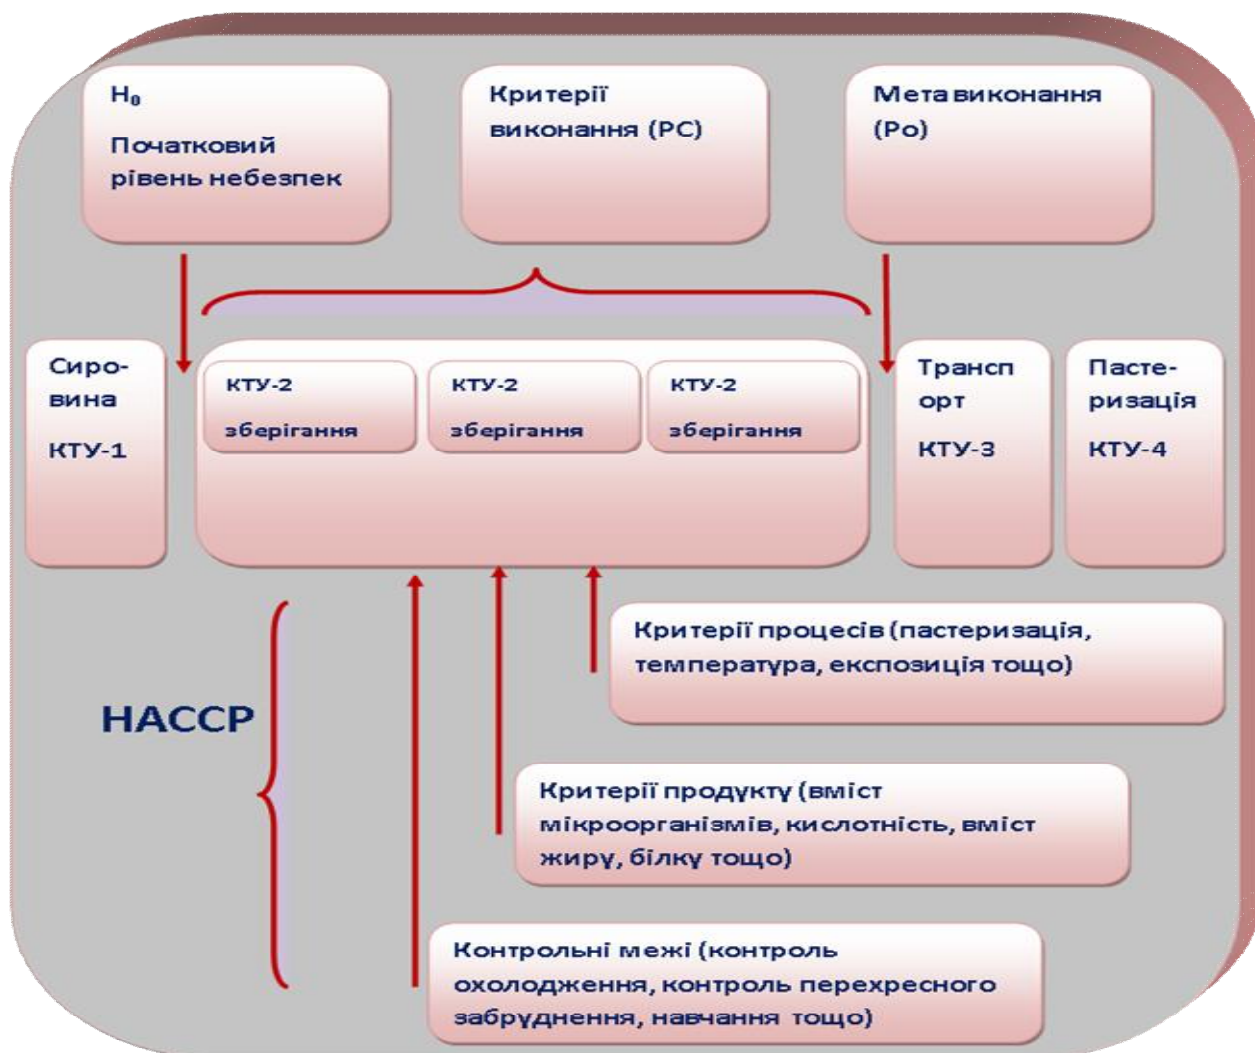 H₀
Початковий
рівень небезпек
Критерії
виконання (РС)
Мета виконання
(Ро)
Сиро-
вина
КТУ-1
КТУ-2
зберігання
КТУ-2
зберігання
КТУ-2
зберігання
Трансп
орт
КТУ-3
Пасте-
ризація
КТУ-4
Критерії процесів (пастеризація,
температура, експозиція тощо)
НАССР
Критерії продукту (вміст
мікроорганізмів, кислотність, вміст
жиру, білку тощо)
Контрольні межі (контроль
охолодження, контроль перехресного
забруднення, навчання тощо)